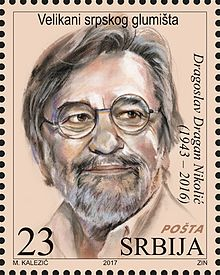 Velikani srpskog glumišta
Dragoslav Dragan Nikolić
(1943 – 2016)
POŠTA
23 SRBIJA
M. KALEZIĆ 2017 ZIN